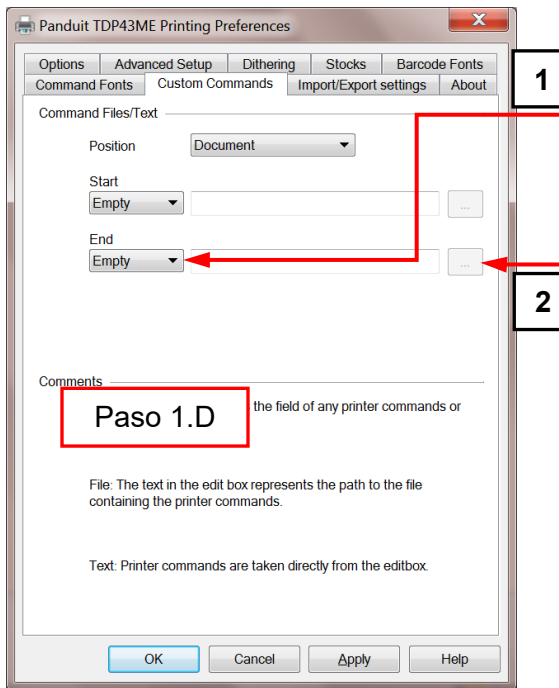 Panduit TDP43ME Printing Preferences
X
Options Advanced Setup Dithering Stocks Barcode Fonts
Command Fonts Custom Commands Import/Export settings About
1
Command Files/Text
Position Document
Start
Empty ...
End
Empty ...
2
Comments
Paso 1.D the field of any printer commands or
File: The text in the edit box represents the path to the file
containing the printer commands.
Text: Printer commands are taken directly from the editbox.
OK Cancel Apply Help